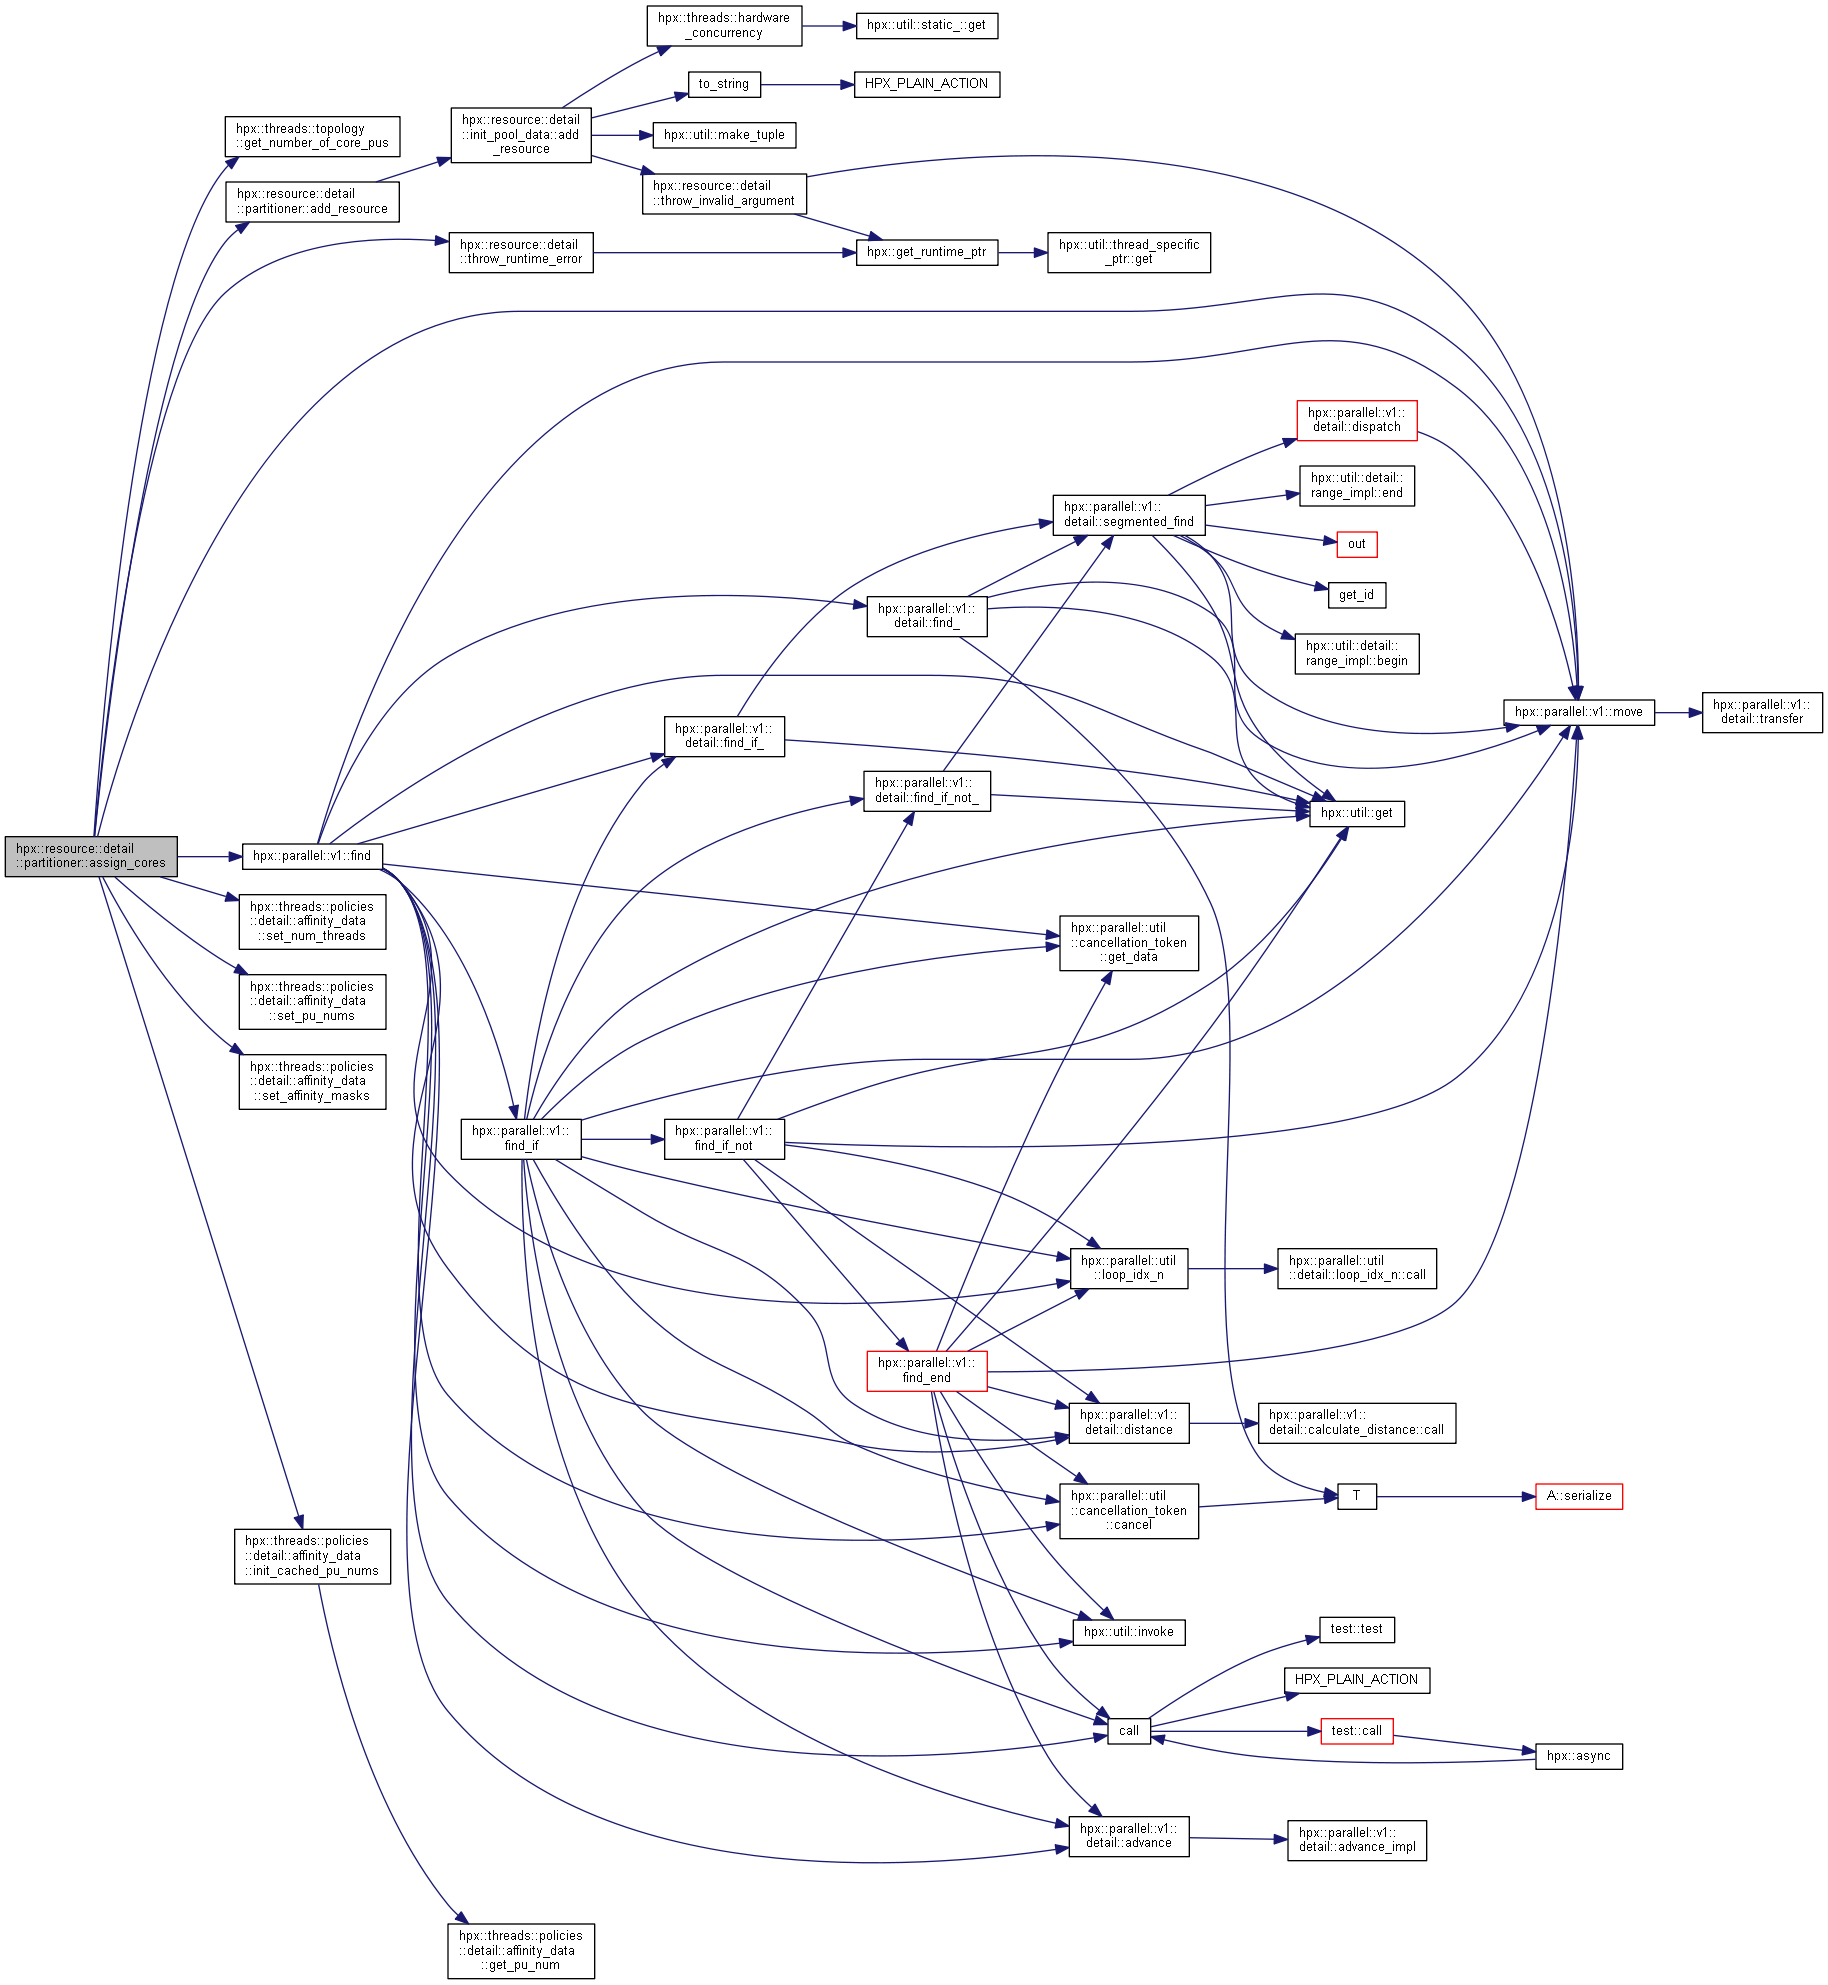 hpx::threads::hardware
_concurrency
hpx::util::static_::get
to_string
HPX_PLAIN_ACTION
hpx::threads::topology
::get_number_of_core_pus
hpx::resource::detail
::init_pool_data::add
_resource
hpx::util::make_tuple
hpx::resource::detail
::partitioner::add_resource
hpx::resource::detail
::throw_invalid_argument
hpx::resource::detail
::throw_runtime_error
hpx::get_runtime_ptr
hpx::util::thread_specific
_ptr::get
hpx::parallel::v1::
detail::dispatch
hpx::util::detail::
range_impl::end
hpx::parallel::v1::
detail::segmented_find
out
get_id
hpx::parallel::v1::
detail::find_
hpx::util::detail::
range_impl::begin
hpx::parallel::v1::move
hpx::parallel::v1::
detail::transfer
hpx::parallel::v1::
detail::find_if_
hpx::parallel::v1::
detail::find_if_not_
hpx::util::get
hpx::resource::detail
::partitioner::assign_cores
hpx::parallel::v1::find
hpx::threads::policies
::detail::affinity_data
::set_num_threads
hpx::parallel::util
::cancellation_token
::get_data
hpx::threads::policies
::detail::affinity_data
::set_pu_nums
hpx::threads::policies
::detail::affinity_data
::set_affinity_masks
hpx::parallel::v1::
find_if
hpx::parallel::v1::
find_if_not
hpx::parallel::util
::loop_idx_n
hpx::parallel::util
::detail::loop_idx_n::call
hpx::parallel::v1::
find_end
hpx::parallel::v1::
detail::distance
hpx::parallel::v1::
detail::calculate_distance::call
hpx::parallel::util
::cancellation_token
::cancel
T
A::serialize
hpx::threads::policies
::detail::affinity_data
::init_cached_pu_nums
hpx::util::invoke
test::test
HPX_PLAIN_ACTION
call
test::call
hpx::async
hpx::parallel::v1::
detail::advance
hpx::parallel::v1::
detail::advance_impl
hpx::threads::policies
::detail::affinity_data
::get_pu_num